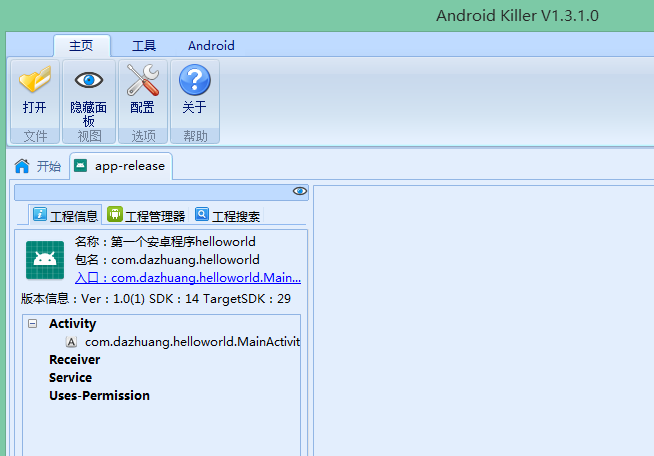 Android Killer V1.3.1.0
主页 工具 Android
打开 隐藏面板 配置 关于
文件 视图 选项 帮助
开始 app-release
工程信息 工程管理器 工程搜索
名称：第一个安卓程序helloworld
包名：com.dazhuang.helloworld
入口：com.dazhuang.helloworld.Main...
版本信息：Ver：1.0(1) SDK：14 TargetSDK：29
Activity
A com.dazhuang.helloworld.MainActivit
Receiver
Service
Uses-Permission